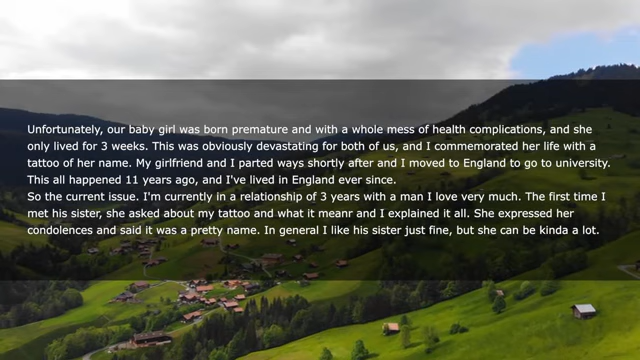 Unfortunately, our baby girl was born premature and with a whole mess of health complications, and she
only lived for 3 weeks. This was obviously devastating for both of us, and I commemorated her life with a
tattoo of her name. My girlfriend and I parted ways shortly after and I moved to England to go to university.
This all happened 11 years ago, and I've lived in England ever since.
So the current issue. I'm currently in a relationship of 3 years with a man I love very much. The first time I
met his sister, she asked about my tattoo and what it meanr and I explained it all. She expressed her
condolences and said it was a pretty name. In general I like his sister just fine, but she can be kinda a lot.